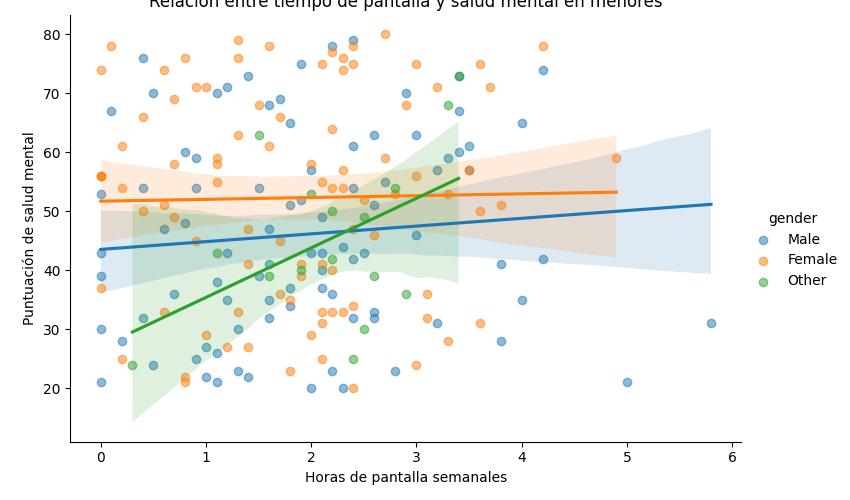 Relación entre tiempo de pantalla y salud mental en menores
Puntuación de salud mental
80
70
60
50
40
30
20
0 1 2 3 4 5 6
Horas de pantalla semanales
gender
Male
Female
Other